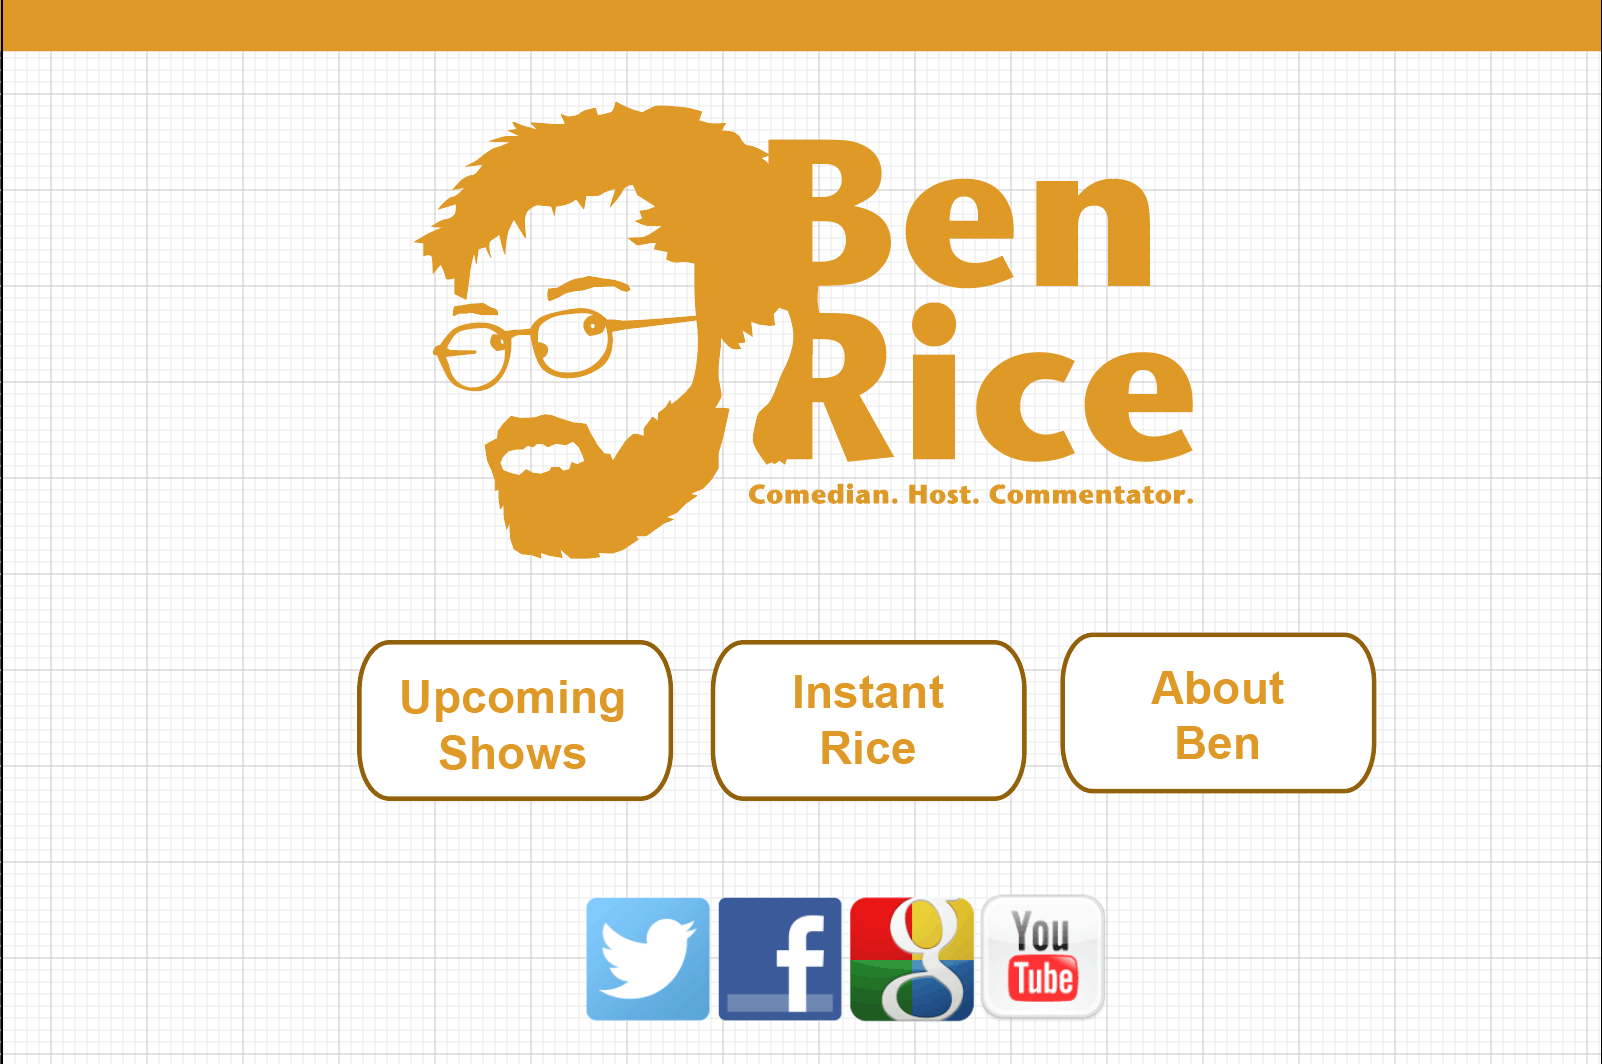 Ben
Rice
Comedian. Host. Commentator.
Upcoming
Shows
Instant
Rice
About
Ben
f
g
You
Tube